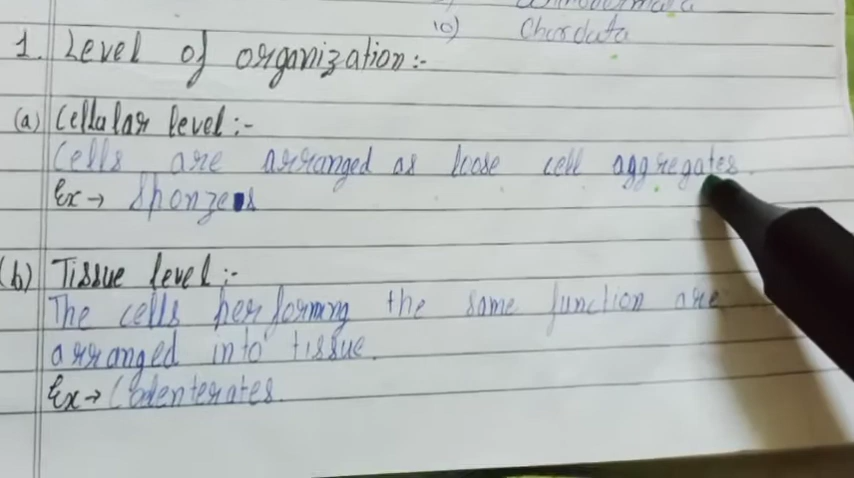 10) Chordata
1. Level of organization:-
(a) Cellular level:-
Cells are arranged as loose cell aggregates.
Ex→ Sponzes
(b) Tissue level:-
The cells performing the same function are
arranged into tissue.
Ex→ Coelenterates.